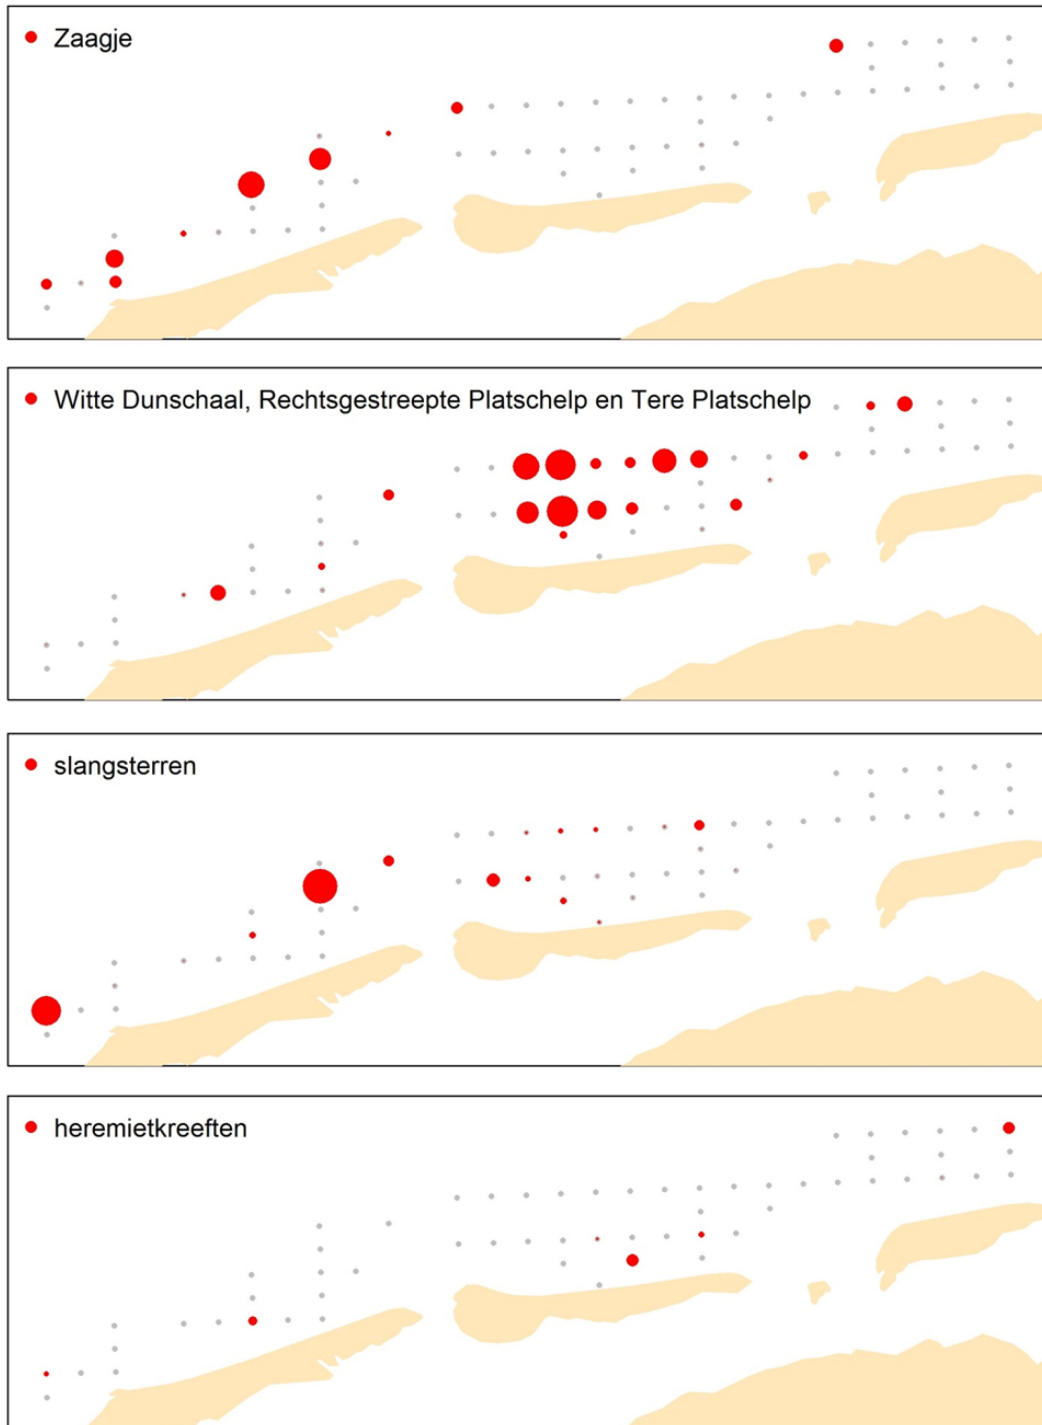 Zaagje
Witte Dunschaal, Rechtsgestreepte Platschelp en Tere Platschelp
slangsterren
heremietkreeften